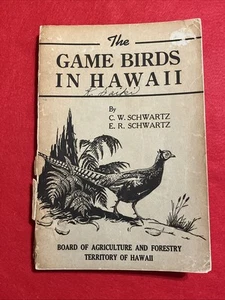 The
GAME BIRDS
IN HAWAII
By
C. W. SCHWARTZ
E. R. SCHWARTZ
BOARD OF AGRICULTURE AND FORESTRY
TERRITORY OF HAWAII